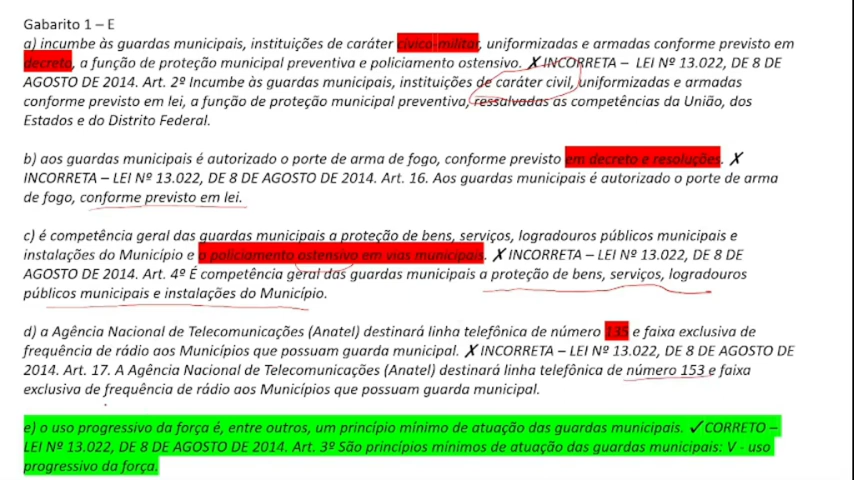 Gabarito 1 – E
a) incumbe às guardas municipais, instituições de caráter cívico-militar, uniformizadas e armadas conforme previsto em
decreto, a função de proteção municipal preventiva e policiamento ostensivo. ✗ INCORRETA – LEI Nº 13.022, DE 8 DE
AGOSTO DE 2014. Art. 2º Incumbe às guardas municipais, instituições de caráter civil, uniformizadas e armadas
conforme previsto em lei, a função de proteção municipal preventiva, ressalvadas as competências da União, dos
Estados e do Distrito Federal.
b) aos guardas municipais é autorizado o porte de arma de fogo, conforme previsto em decreto e resoluções. ✗
INCORRETA – LEI Nº 13.022, DE 8 DE AGOSTO DE 2014. Art. 16. Aos guardas municipais é autorizado o porte de arma
de fogo, conforme previsto em lei.
c) é competência geral das guardas municipais a proteção de bens, serviços, logradouros públicos municipais e
instalações do Município e o policiamento ostensivo em vias municipais. ✗ INCORRETA – LEI Nº 13.022, DE 8 DE
AGOSTO DE 2014. Art. 4º É competência geral das guardas municipais a proteção de bens, serviços, logradouros
públicos municipais e instalações do Município.
d) a Agência Nacional de Telecomunicações (Anatel) destinará linha telefônica de número 135 e faixa exclusiva de
frequência de rádio aos Municípios que possuam guarda municipal. ✗ INCORRETA – LEI Nº 13.022, DE 8 DE AGOSTO DE
2014. Art. 17. A Agência Nacional de Telecomunicações (Anatel) destinará linha telefônica de número 153 e faixa
exclusiva de frequência de rádio aos Municípios que possuam guarda municipal.
e) o uso progressivo da força é, entre outros, um princípio mínimo de atuação das guardas municipais. ✓ CORRETO –
LEI Nº 13.022, DE 8 DE AGOSTO DE 2014. Art. 3º São princípios mínimos de atuação das guardas municipais: V - uso
progressivo da força.